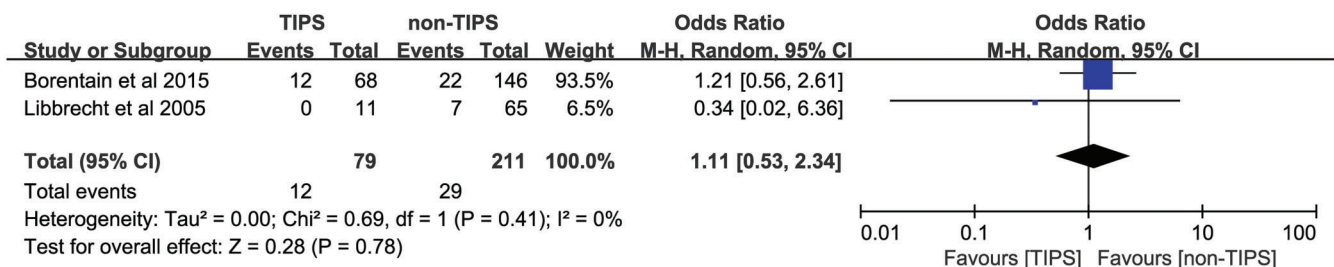 TIPS non-TIPS Odds Ratio Odds Ratio
Study or Subgroup Events Total Events Total Weight M-H, Random, 95% CI M-H, Random, 95% CI
Borentain et al 2015 12 68 22 146 93.5% 1.21 [0.56, 2.61]
Libbrecht et al 2005 0 11 7 65 6.5% 0.34 [0.02, 6.36]
Total (95% CI) 79 211 100.0% 1.11 [0.53, 2.34]
Total events 12 29
Heterogeneity: Tau² = 0.00; Chi² = 0.69, df = 1 (P = 0.41); I² = 0%
Test for overall effect: Z = 0.28 (P = 0.78)
0.01 0.1 1 10 100
Favours [TIPS] Favours [non-TIPS]